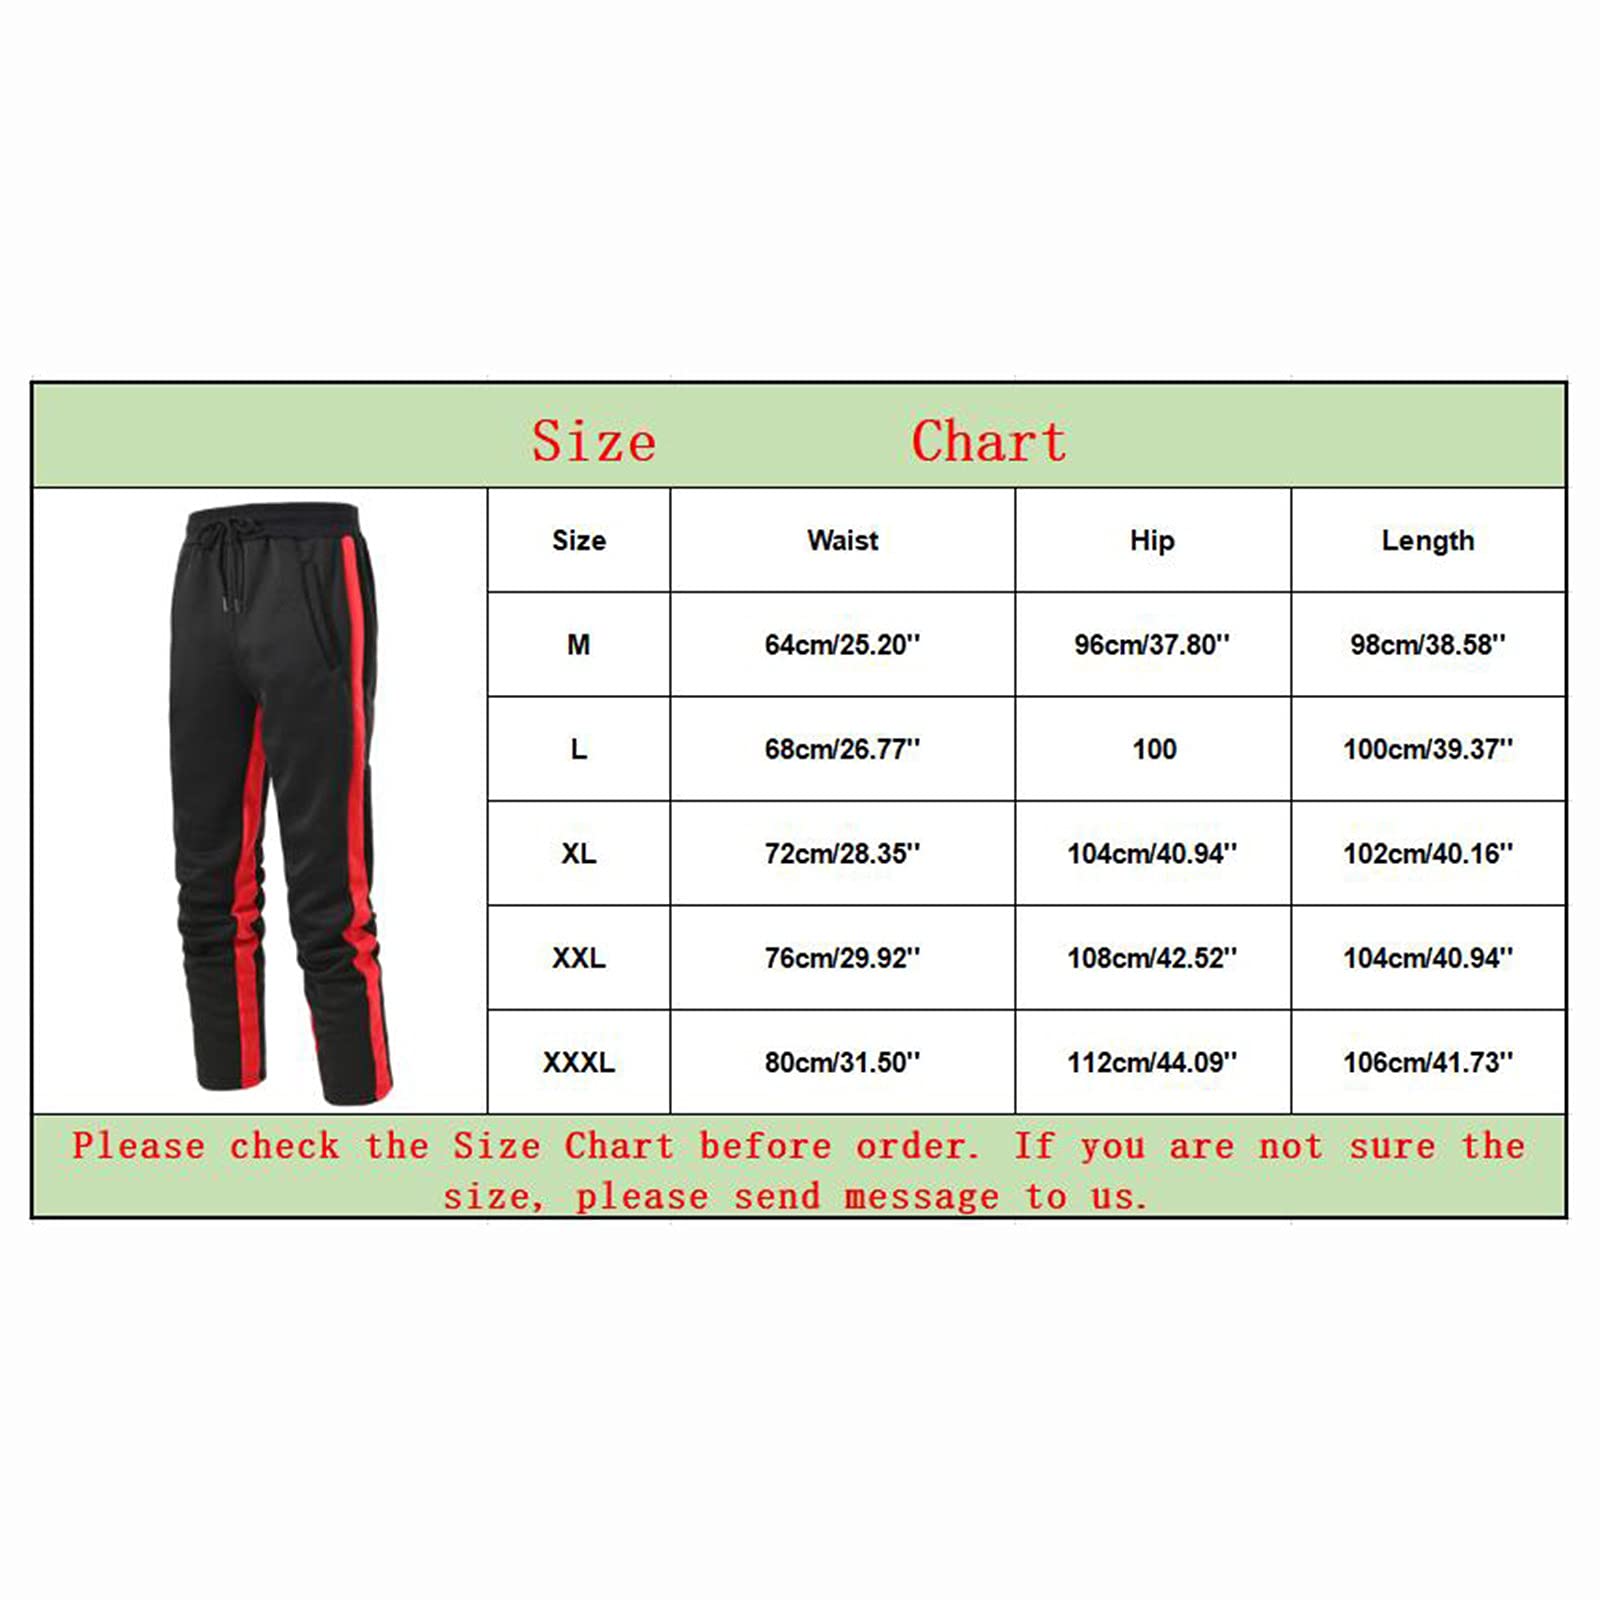 Size Chart
Size Waist Hip Length
M 64cm/25.20'' 96cm/37.80'' 98cm/38.58''
L 68cm/26.77'' 100 100cm/39.37''
XL 72cm/28.35'' 104cm/40.94'' 102cm/40.16''
XXL 76cm/29.92'' 108cm/42.52'' 104cm/40.94''
XXXL 80cm/31.50'' 112cm/44.09'' 106cm/41.73''
Please check the Size Chart before order. If you are not sure the
size, please send message to us.